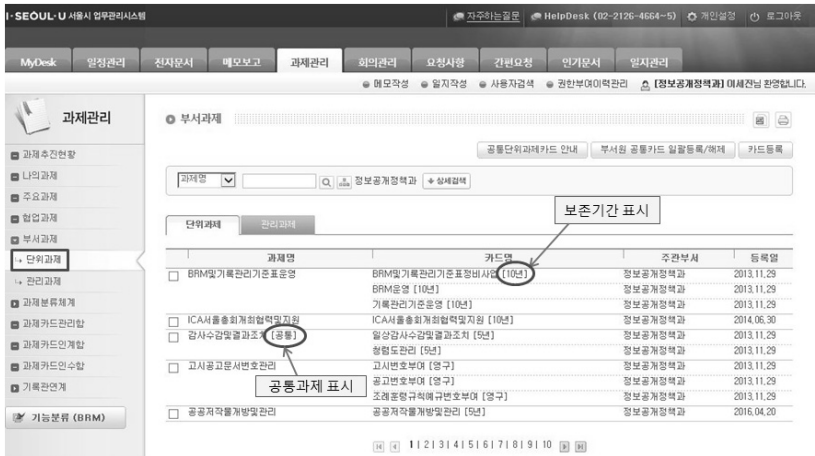 I·SEOUL·U 서울시 업무관리시스템
자주하는질문 HelpDesk (02-2126-4664~5) 개인설정 로그아웃
MyDesk 일정관리 전자문서 메모보고 과제관리 회의관리 요청사항 간편요청 인기문서 일지관리
메모작성 일지작성 사용자검색 권한부여이력관리 [정보공개정책과] 이세진님 환영합니다.
과제관리
부서과제
공통단위과제카드 안내 부서원 공통카드 일괄등록/해제 카드등록
과제추진현황
나의과제
주요과제
협업과제
부서과제
단위과제
관리과제
과제분류체계
과제카드관리함
과제카드인계함
과제카드인수함
기록관연계
기능분류 (BRM)
과제명 정보공개정책과 상세검색
보존기간 표시
단위과제 관리과제
과제명 카드명 주관부서 등록일
BRM및기록관리기준표운영 BRM및기록관리기준표정비사업 [10년] 정보공개정책과 2013.11.29
BRM운영 [10년] 정보공개정책과 2013.11.29
기록관리기준운영 [10년] 정보공개정책과 2013.11.29
ICA서울총회개최협력및지원 ICA서울총회개최협력및지원 [10년] 정보공개정책과 2014.06.30
감사수감및결과조치 [공통] 일상감사수감및결과조치 [5년] 정보공개정책과 2013.11.29
청렴도관리 [5년] 정보공개정책과 2013.11.29
고시공고문서번호관리 고시번호부여 [영구] 정보공개정책과 2013.11.29
공고번호부여 [영구] 정보공개정책과 2013.11.29
조례훈령규칙예규번호부여 [영구] 정보공개정책과 2013.11.29
공통과제 표시
공공저작물개방및관리 공공저작물개방및관리 [5년] 정보공개정책과 2016.04.20
1 | 2 | 3 | 4 | 5 | 6 | 7 | 8 | 9 | 10